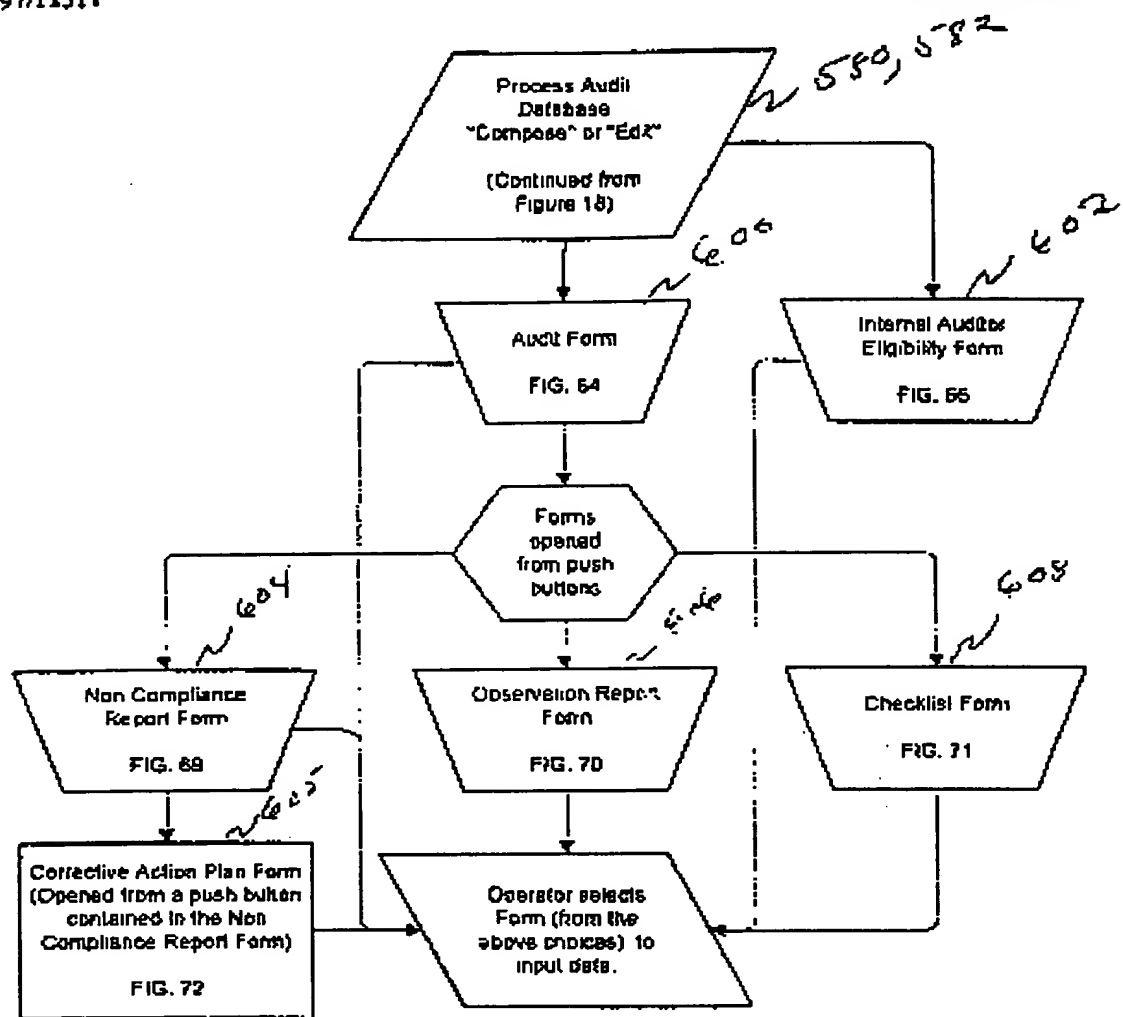 580, 582
Process Audit
Database
"Compose" or "Edit"
(Continued from
Figure 18)
602
Audit Form
FIG. 64
Internal Auditor
Eligibility Form
FIG. 66
Forms
opened
from push
buttons
604
608
Non Compliance
Report Form
FIG. 69
Observation Report
Form
FIG. 70
Checklist Form
FIG. 71
605
Corrective Action Plan Form
(Opened from a push button
contained in the Non
Compliance Report Form)
FIG. 72
Operator selects
Form (from the
above choices) to
input data.